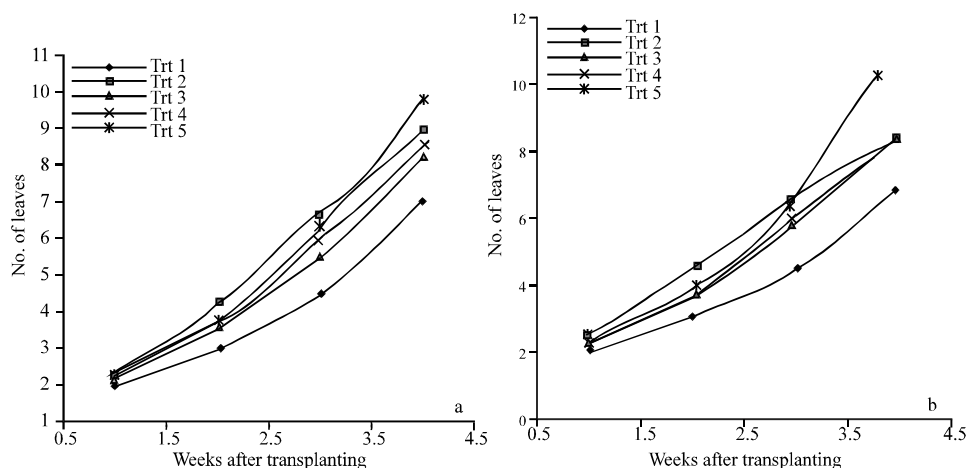 11
10
9
8
7
6
5
4
3
2
1
No. of leaves
Trt 1
Trt 2
Trt 3
Trt 4
Trt 5
a
0.5
1.5
2.5
3.5
4.5
Weeks after transplanting
12
10
8
6
4
2
0
No. of leaves
Trt 1
Trt 2
Trt 3
Trt 4
Trt 5
b
0.5
1.5
2.5
3.5
4.5
Weeks after transplanting